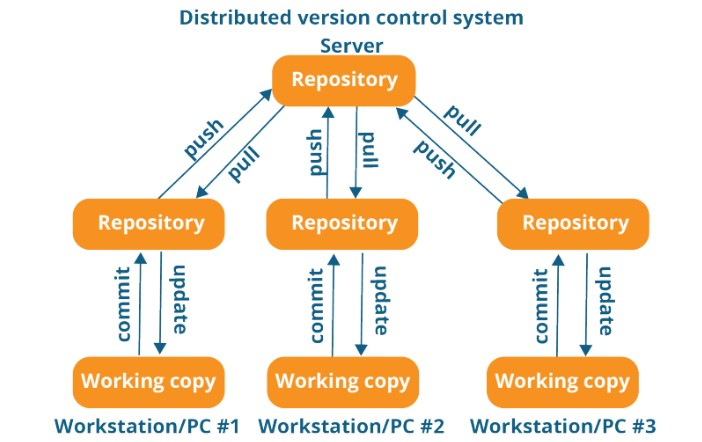 Distributed version control system
Server
Repository
push
pull
push
pull
pull
push
Repository
Repository
Repository
commit
update
commit
update
commit
update
Working copy
Working copy
Working copy
Workstation/PC #1
Workstation/PC #2
Workstation/PC #3